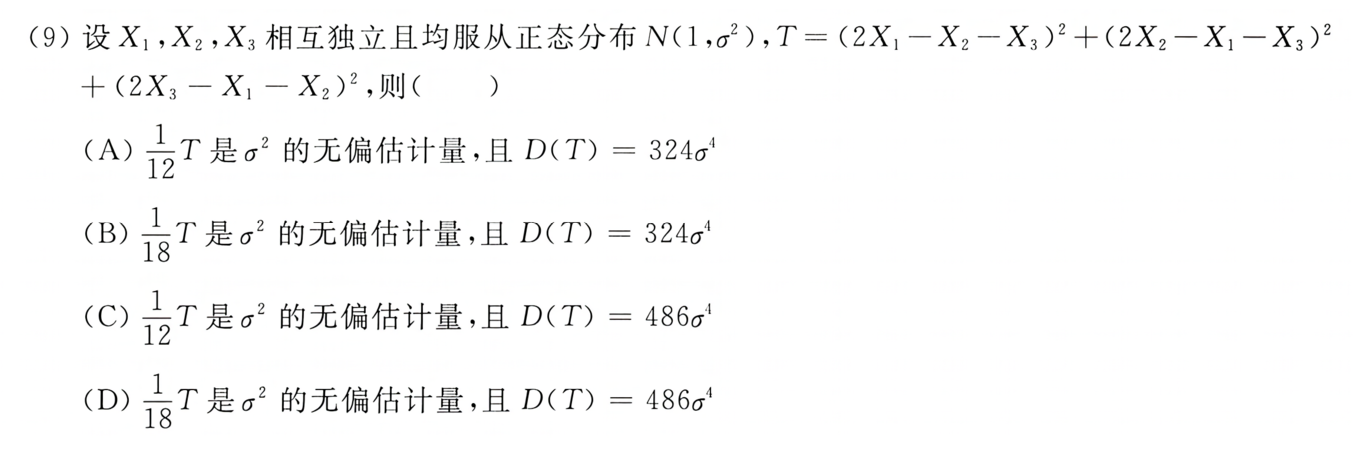 (9) 设 X₁,X₂,X₃ 相互独立且均服从正态分布 N(1,σ²),T = (2X₁ − X₂ − X₃)² + (2X₂ − X₁ − X₃)²
+ (2X₃ − X₁ − X₂)²,则(  )
(A) 1/12 T 是 σ² 的无偏估计量,且 D(T) = 324σ⁴
(B) 1/18 T 是 σ² 的无偏估计量,且 D(T) = 324σ⁴
(C) 1/12 T 是 σ² 的无偏估计量,且 D(T) = 486σ⁴
(D) 1/18 T 是 σ² 的无偏估计量,且 D(T) = 486σ⁴